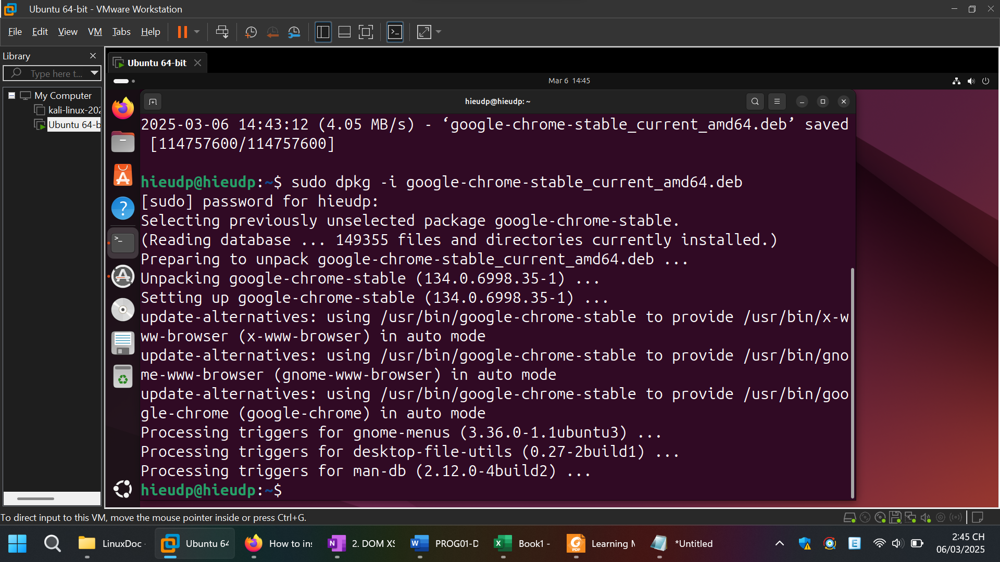 Ubuntu 64-bit - VMware Workstation
File Edit View VM Tabs Help
Library
Type here t...
My Computer
kali-linux-202
Ubuntu 64-b
Ubuntu 64-bit
Mar 6 14:45
hieudp@hieudp: ~
2025-03-06 14:43:12 (4.05 MB/s) - ‘google-chrome-stable_current_amd64.deb’ saved
[114757600/114757600]
hieudp@hieudp:~$ sudo dpkg -i google-chrome-stable_current_amd64.deb
[sudo] password for hieudp:
Selecting previously unselected package google-chrome-stable.
(Reading database ... 149355 files and directories currently installed.)
Preparing to unpack google-chrome-stable_current_amd64.deb ...
Unpacking google-chrome-stable (134.0.6998.35-1) ...
Setting up google-chrome-stable (134.0.6998.35-1) ...
update-alternatives: using /usr/bin/google-chrome-stable to provide /usr/bin/x-w
ww-browser (x-www-browser) in auto mode
update-alternatives: using /usr/bin/google-chrome-stable to provide /usr/bin/gno
me-www-browser (gnome-www-browser) in auto mode
update-alternatives: using /usr/bin/google-chrome-stable to provide /usr/bin/goo
gle-chrome (google-chrome) in auto mode
Processing triggers for gnome-menus (3.36.0-1.1ubuntu3) ...
Processing triggers for desktop-file-utils (0.27-2build1) ...
Processing triggers for man-db (2.12.0-4build2) ...
hieudp@hieudp:~$
To direct input to this VM, move the mouse pointer inside or press Ctrl+G.
LinuxDoc
Ubuntu 64
How to in
2. DOM XS
PROG01-D
Book1 -
Learning M
*Untitled
2:45 CH
06/03/2025